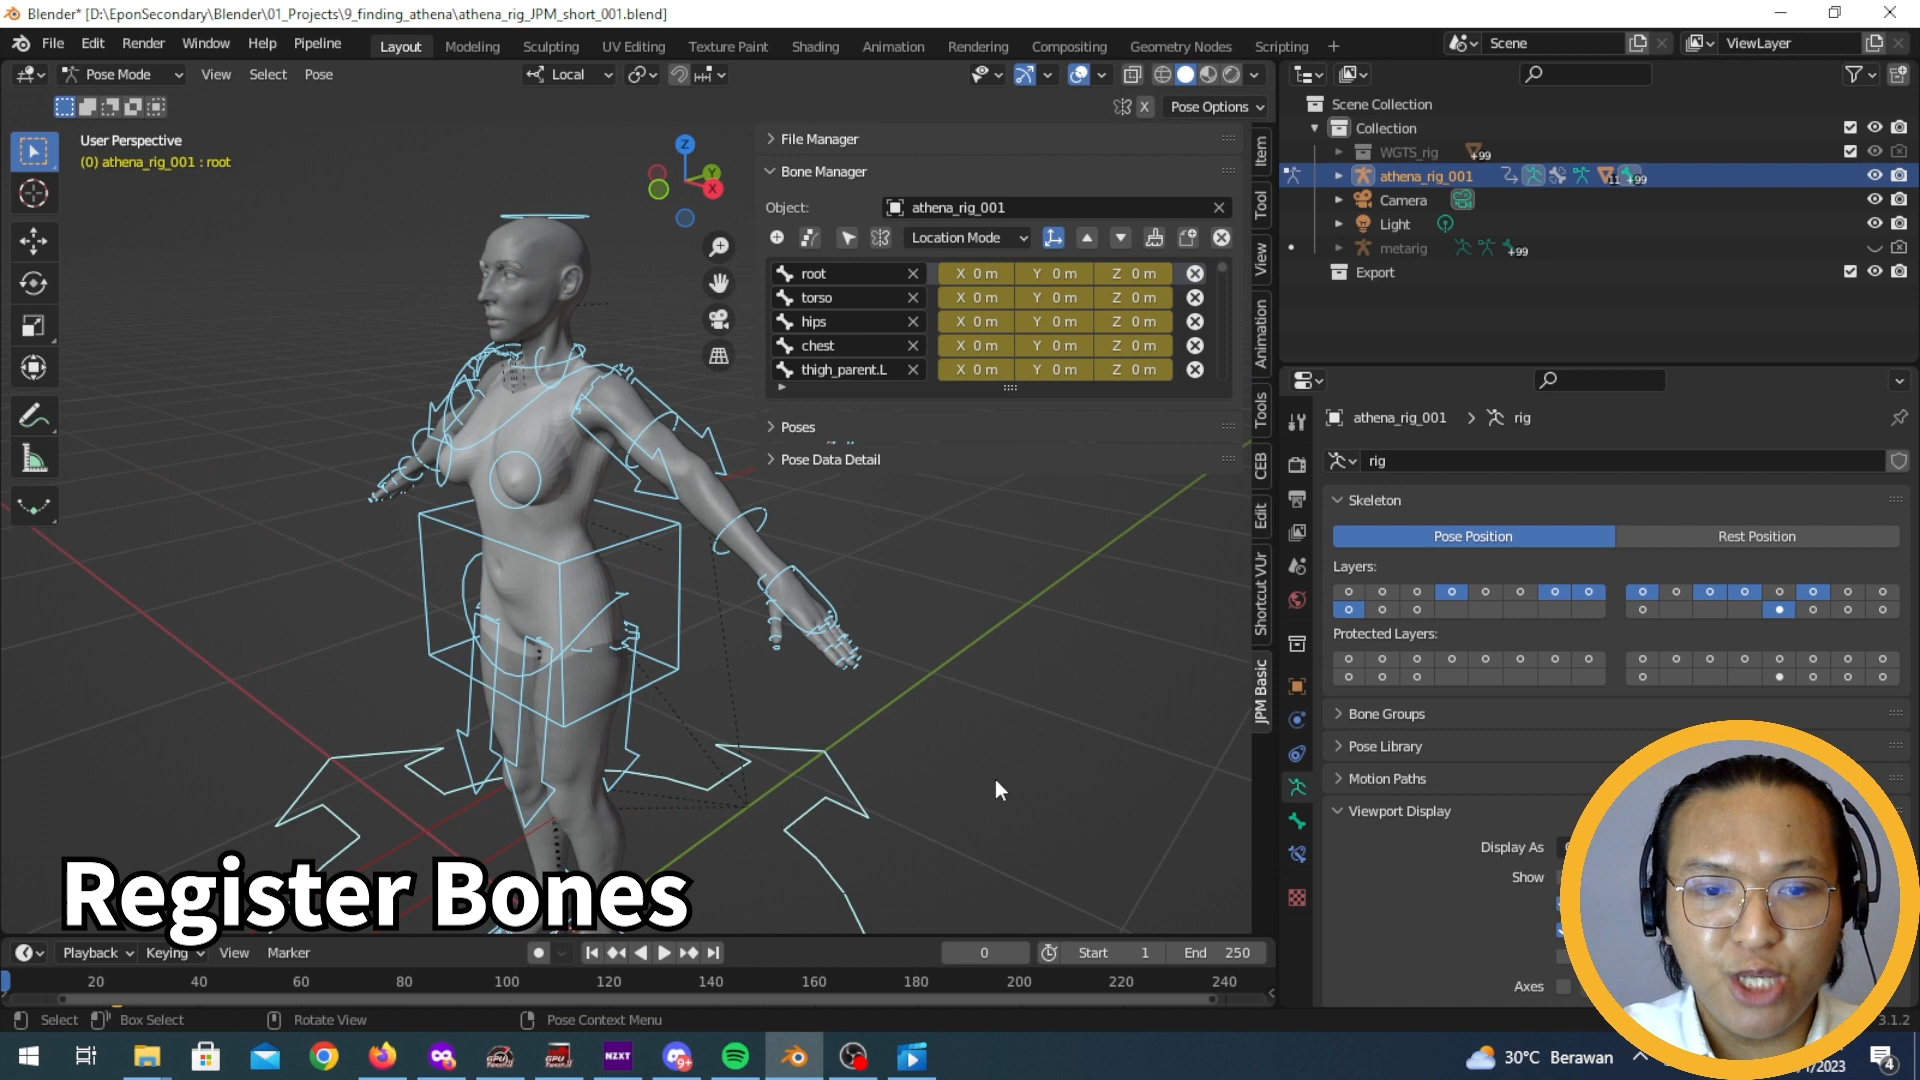 Blender* [D:\EponSecondary\Blender\01_Projects\9_finding_athena\athena_rig_JPM_short_001.blend]
File Edit Render Window Help Pipeline
Layout Modeling Sculpting UV Editing Texture Paint Shading Animation Rendering Compositing Geometry Nodes Scripting +
Scene
ViewLayer
Pose Mode View Select Pose
Local
X Pose Options
User Perspective
(0) athena_rig_001 : root
Z
Y
X
File Manager
Bone Manager
Object: athena_rig_001
Location Mode
root X 0 m Y 0 m Z 0 m
torso X 0 m Y 0 m Z 0 m
hips X 0 m Y 0 m Z 0 m
chest X 0 m Y 0 m Z 0 m
thigh_parent.L X 0 m Y 0 m Z 0 m
Poses
Pose Data Detail
Item
Tool
View
Animation
Tools
CEB
Edit
Shortcut VUr
JPM Basic
Scene Collection
Collection
WGTS_rig +99
athena_rig_001 11 +99
Camera
Light
metarig +99
Export
athena_rig_001 > rig
rig
Skeleton
Pose Position Rest Position
Layers:
Protected Layers:
Bone Groups
Pose Library
Motion Paths
Viewport Display
Display As
Show
Axes
Register Bones
Playback Keying View Marker
0 Start 1 End 250
20 40 60 80 100 120 140 160 180 200 220 240
Select Box Select Rotate View Pose Context Menu
3.1.2
NZXT
9+
30°C Berawan
/2023
4